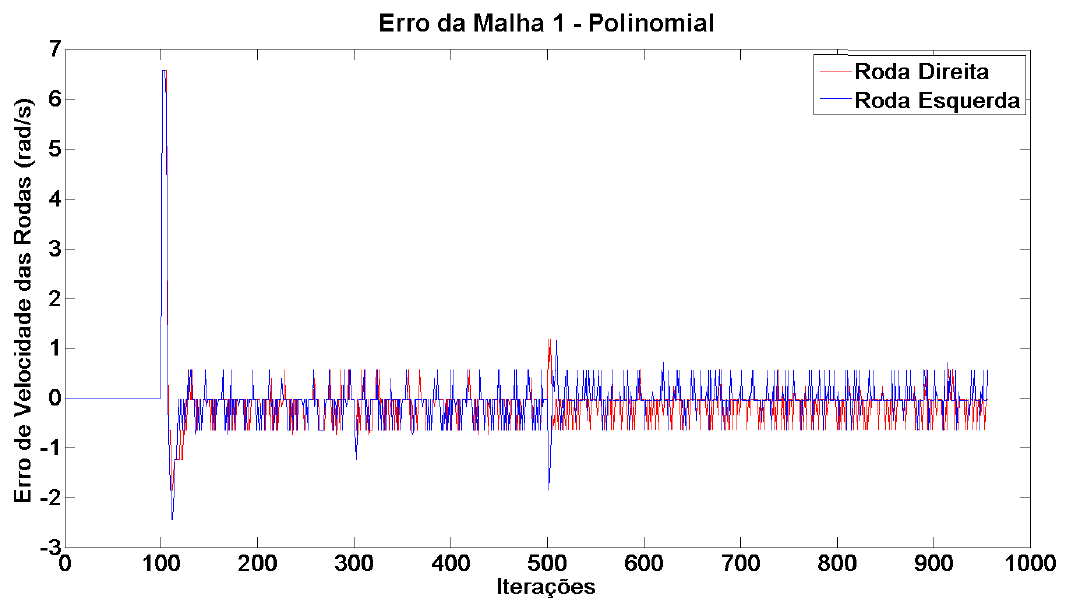 Erro da Malha 1 - Polinomial
Roda Direita
Roda Esquerda
Erro de Velocidade das Rodas (rad/s)
7
6
5
4
3
2
1
0
-1
-2
-3
0 100 200 300 400 500 600 700 800 900 1000
Iterações